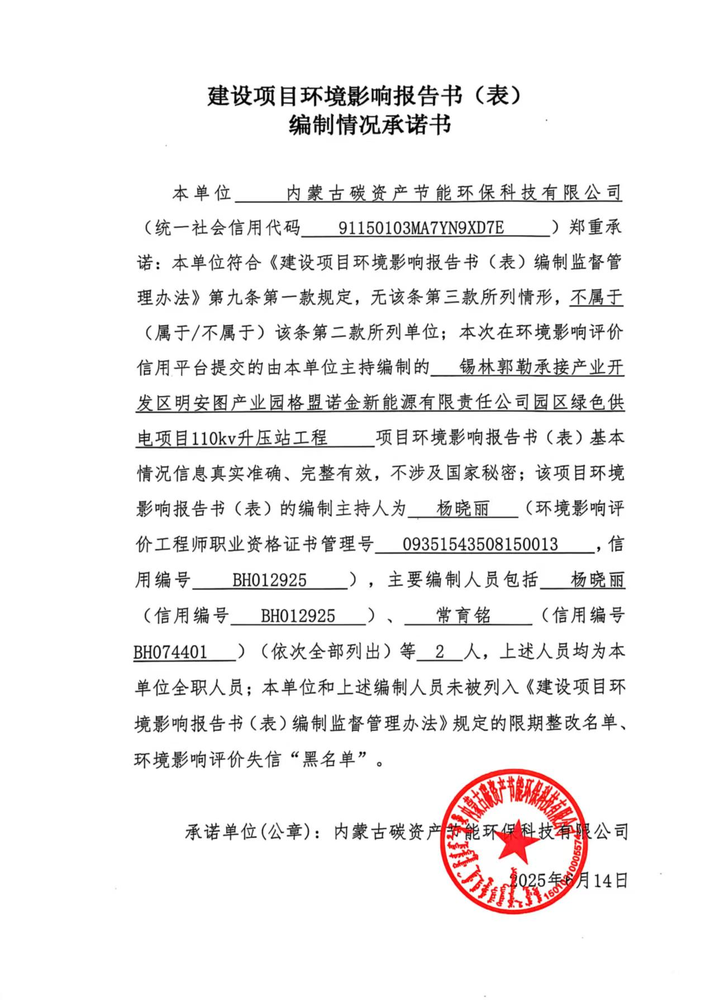 建设项目环境影响报告书（表）
编制情况承诺书
本单位 内蒙古碳资产节能环保科技有限公司
（统一社会信用代码 91150103MA7YN9XD7E ）郑重承
诺：本单位符合《建设项目环境影响报告书（表）编制监督管
理办法》第九条第一款规定，无该条第三款所列情形，不属于
（属于/不属于）该条第二款所列单位；本次在环境影响评价
信用平台提交的由本单位主持编制的 锡林郭勒承接产业开
发区明安图产业园格盟诺金新能源有限责任公司园区绿色供
电项目110kv升压站工程 项目环境影响报告书（表）基本
情况信息真实准确、完整有效，不涉及国家秘密；该项目环境
影响报告书（表）的编制主持人为 杨晓丽 （环境影响评
价工程师职业资格证书管理号 09351543508150013 ，信
用编号 BH012925 ），主要编制人员包括 杨晓丽
（信用编号 BH012925 ）、 常育铭 （信用编号
BH074401 ）（依次全部列出）等 2 人，上述人员均为本
单位全职人员；本单位和上述编制人员未被列入《建设项目环
境影响报告书（表）编制监督管理办法》规定的限期整改名单、
环境影响评价失信“黑名单”。
内蒙古碳资产节能环保科技有限公司
承诺单位(公章)：内蒙古碳资产节能环保科技有限公司
2025年6月14日